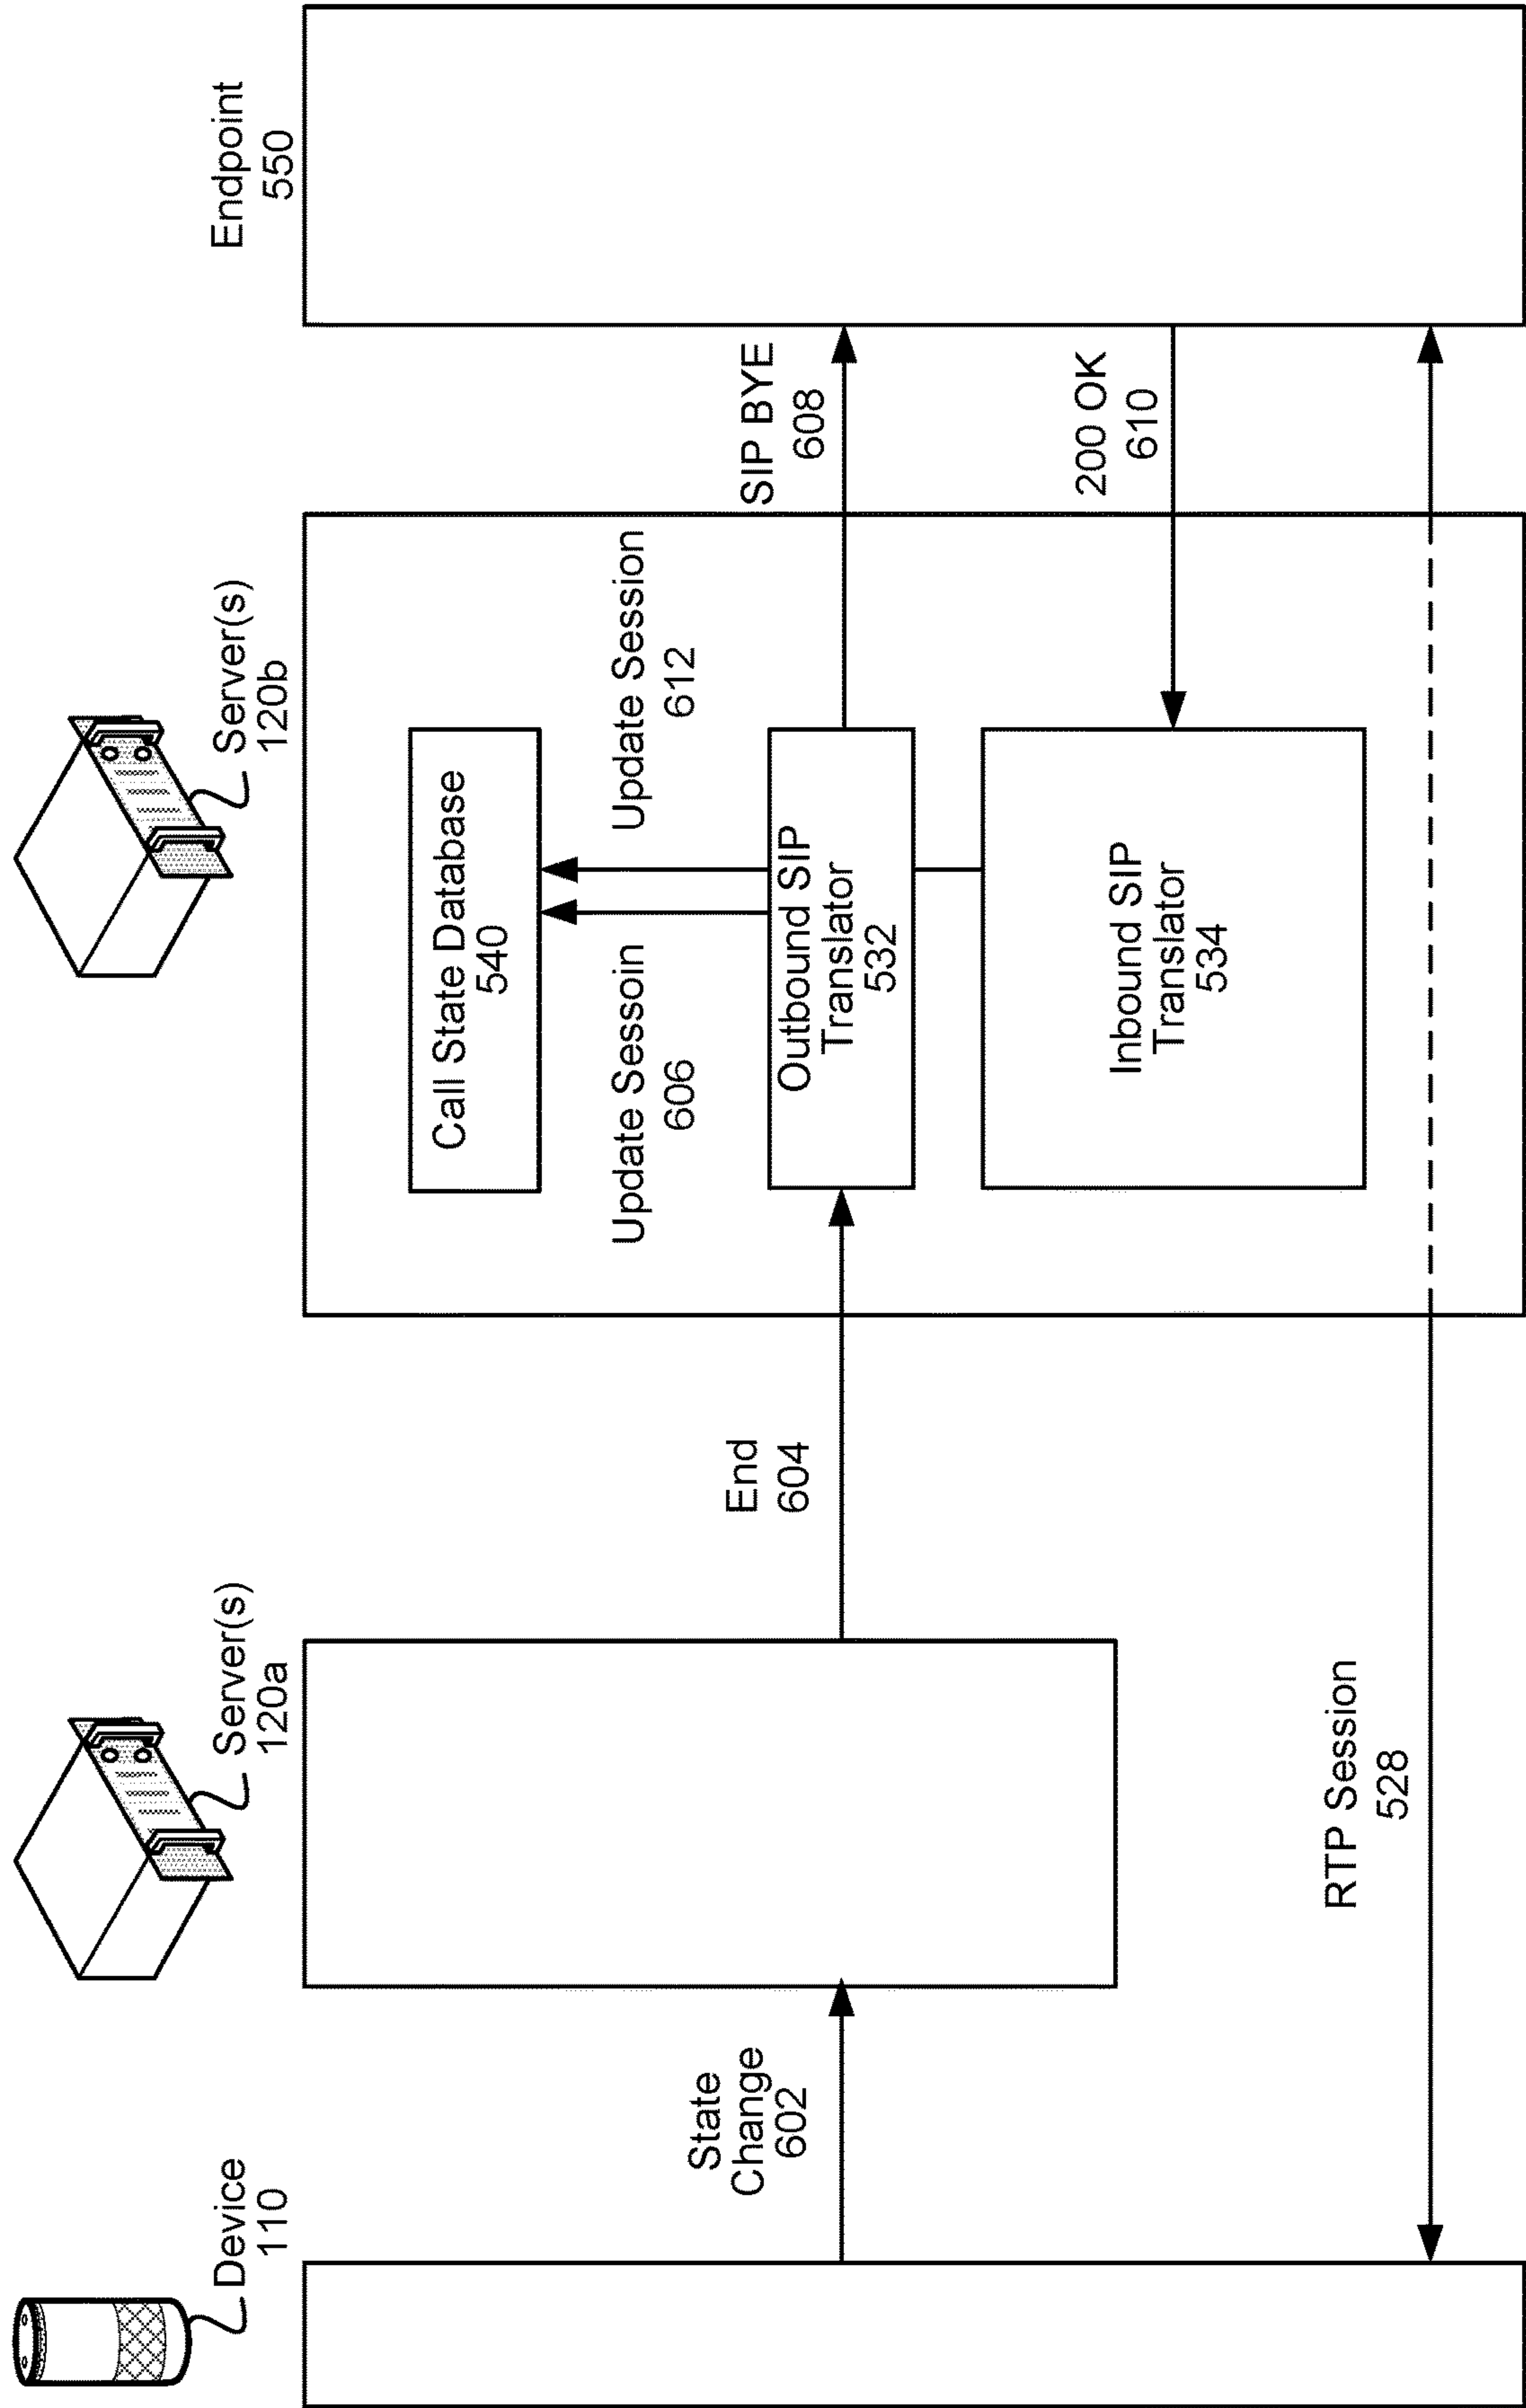 Device
110
Server(s)
120a
Server(s)
120b
Endpoint
550
State
Change
602
End
604
Call State Database
540
Update Sessoin
606
Update Session
612
Outbound SIP
Translator
532
SIP BYE
608
Inbound SIP
Translator
534
200 OK
610
RTP Session
528